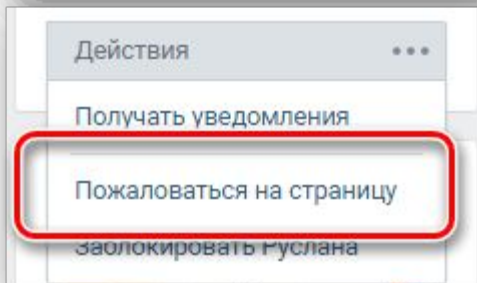 Действия
Получать уведомления
Пожаловаться на страницу
Заблокировать Руслана